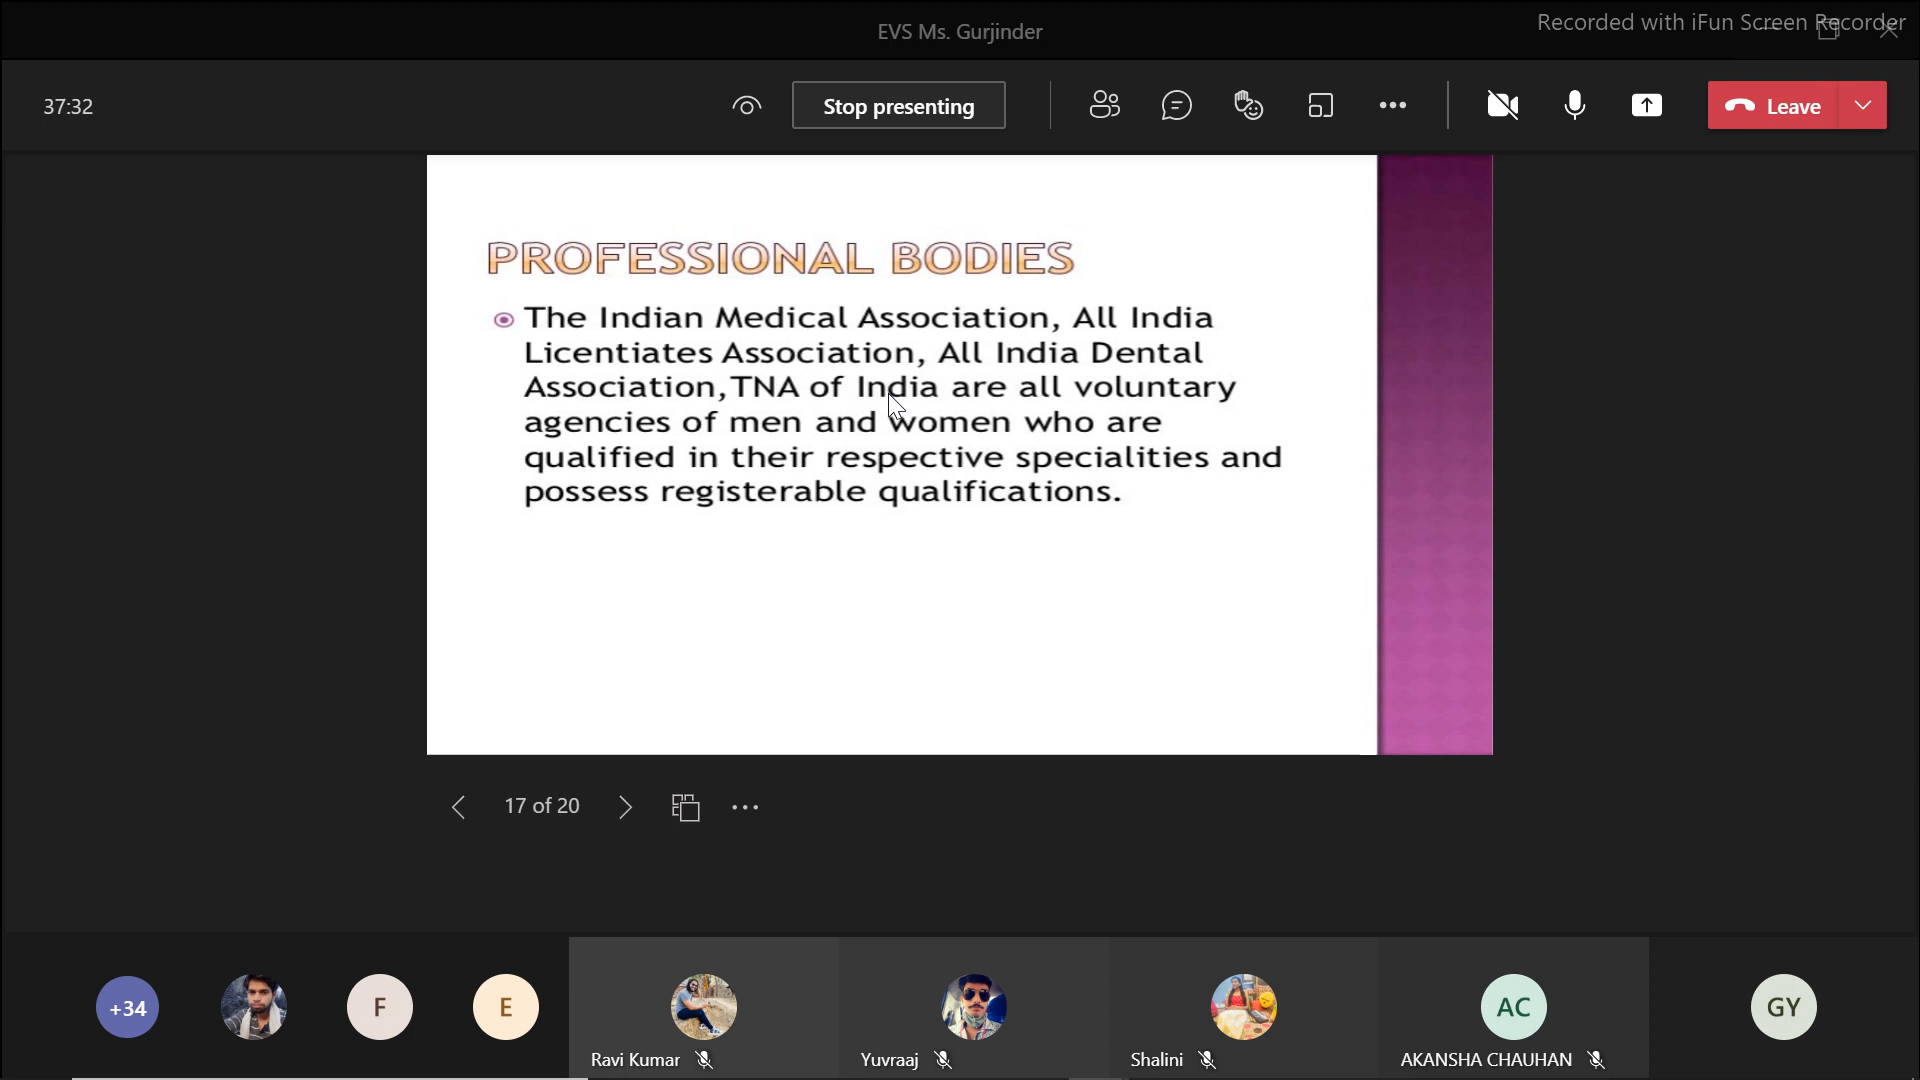 EVS Ms. Gurjinder
Recorded with iFun Screen Recorder
37:32
Stop presenting
Leave
PROFESSIONAL BODIES
The Indian Medical Association, All India
Licentiates Association, All India Dental
Association,TNA of India are all voluntary
agencies of men and women who are
qualified in their respective specialities and
possess registerable qualifications.
17 of 20
+34
F
E
Ravi Kumar
Yuvraaj
Shalini
AC
AKANSHA CHAUHAN
GY